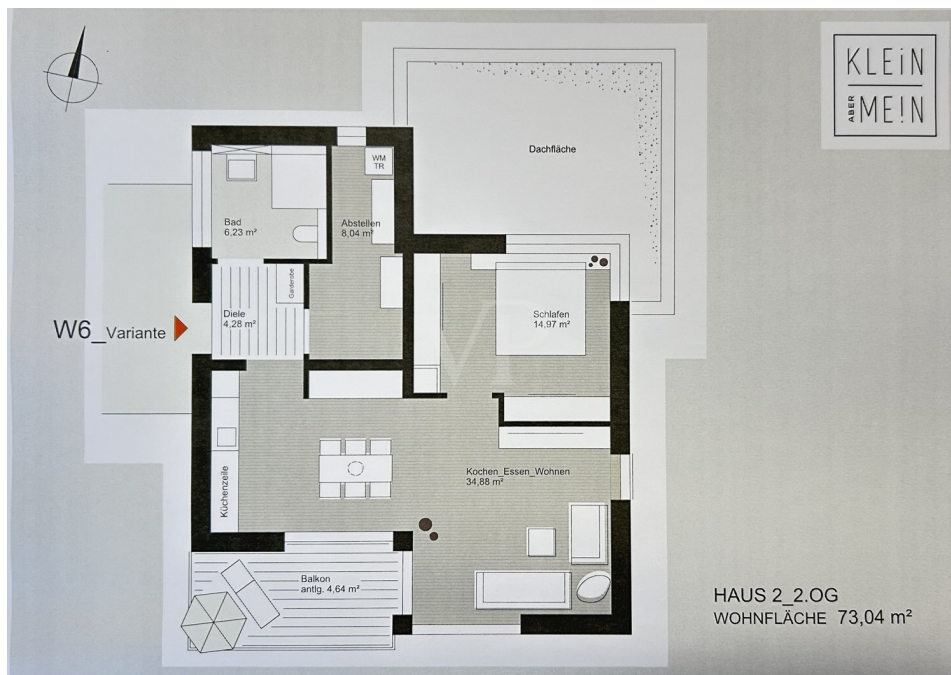 KLEiN
ABER
ME!N
Dachfläche
WM
TR
Bad
6,23 m²
Abstellen
8,04 m²
Garderobe
Diele
4,28 m²
W6_Variante
Schlafen
14,97 m²
Küchenzeile
Kochen_Essen_Wohnen
34,88 m²
Balkon
antlg. 4,64 m²
HAUS 2_2.OG
WOHNFLÄCHE 73,04 m²
VP